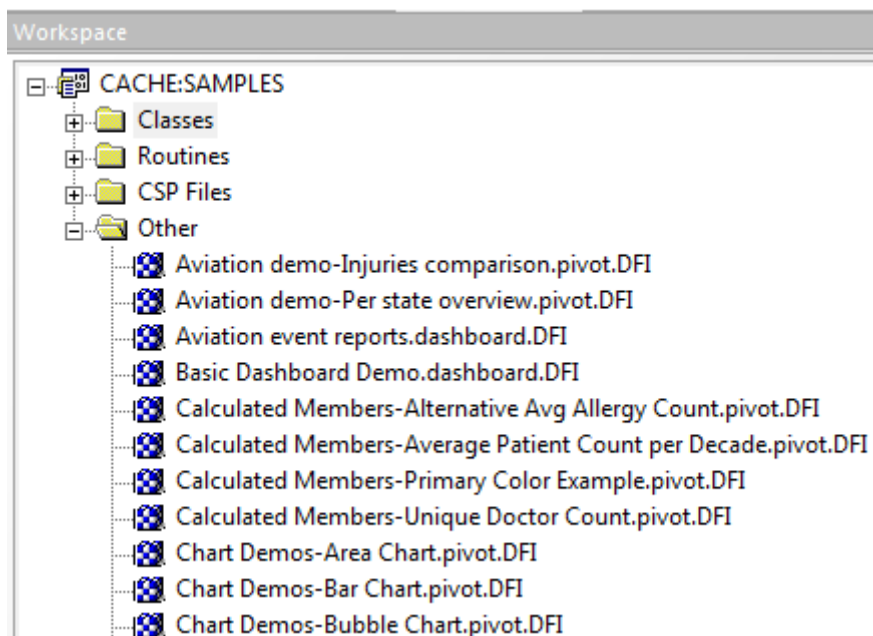 Workspace
CACHE:SAMPLES
Classes
Routines
CSP Files
Other
Aviation demo-Injuries comparison.pivot.DFI
Aviation demo-Per state overview.pivot.DFI
Aviation event reports.dashboard.DFI
Basic Dashboard Demo.dashboard.DFI
Calculated Members-Alternative Avg Allergy Count.pivot.DFI
Calculated Members-Average Patient Count per Decade.pivot.DFI
Calculated Members-Primary Color Example.pivot.DFI
Calculated Members-Unique Doctor Count.pivot.DFI
Chart Demos-Area Chart.pivot.DFI
Chart Demos-Bar Chart.pivot.DFI
Chart Demos-Bubble Chart.pivot.DFI